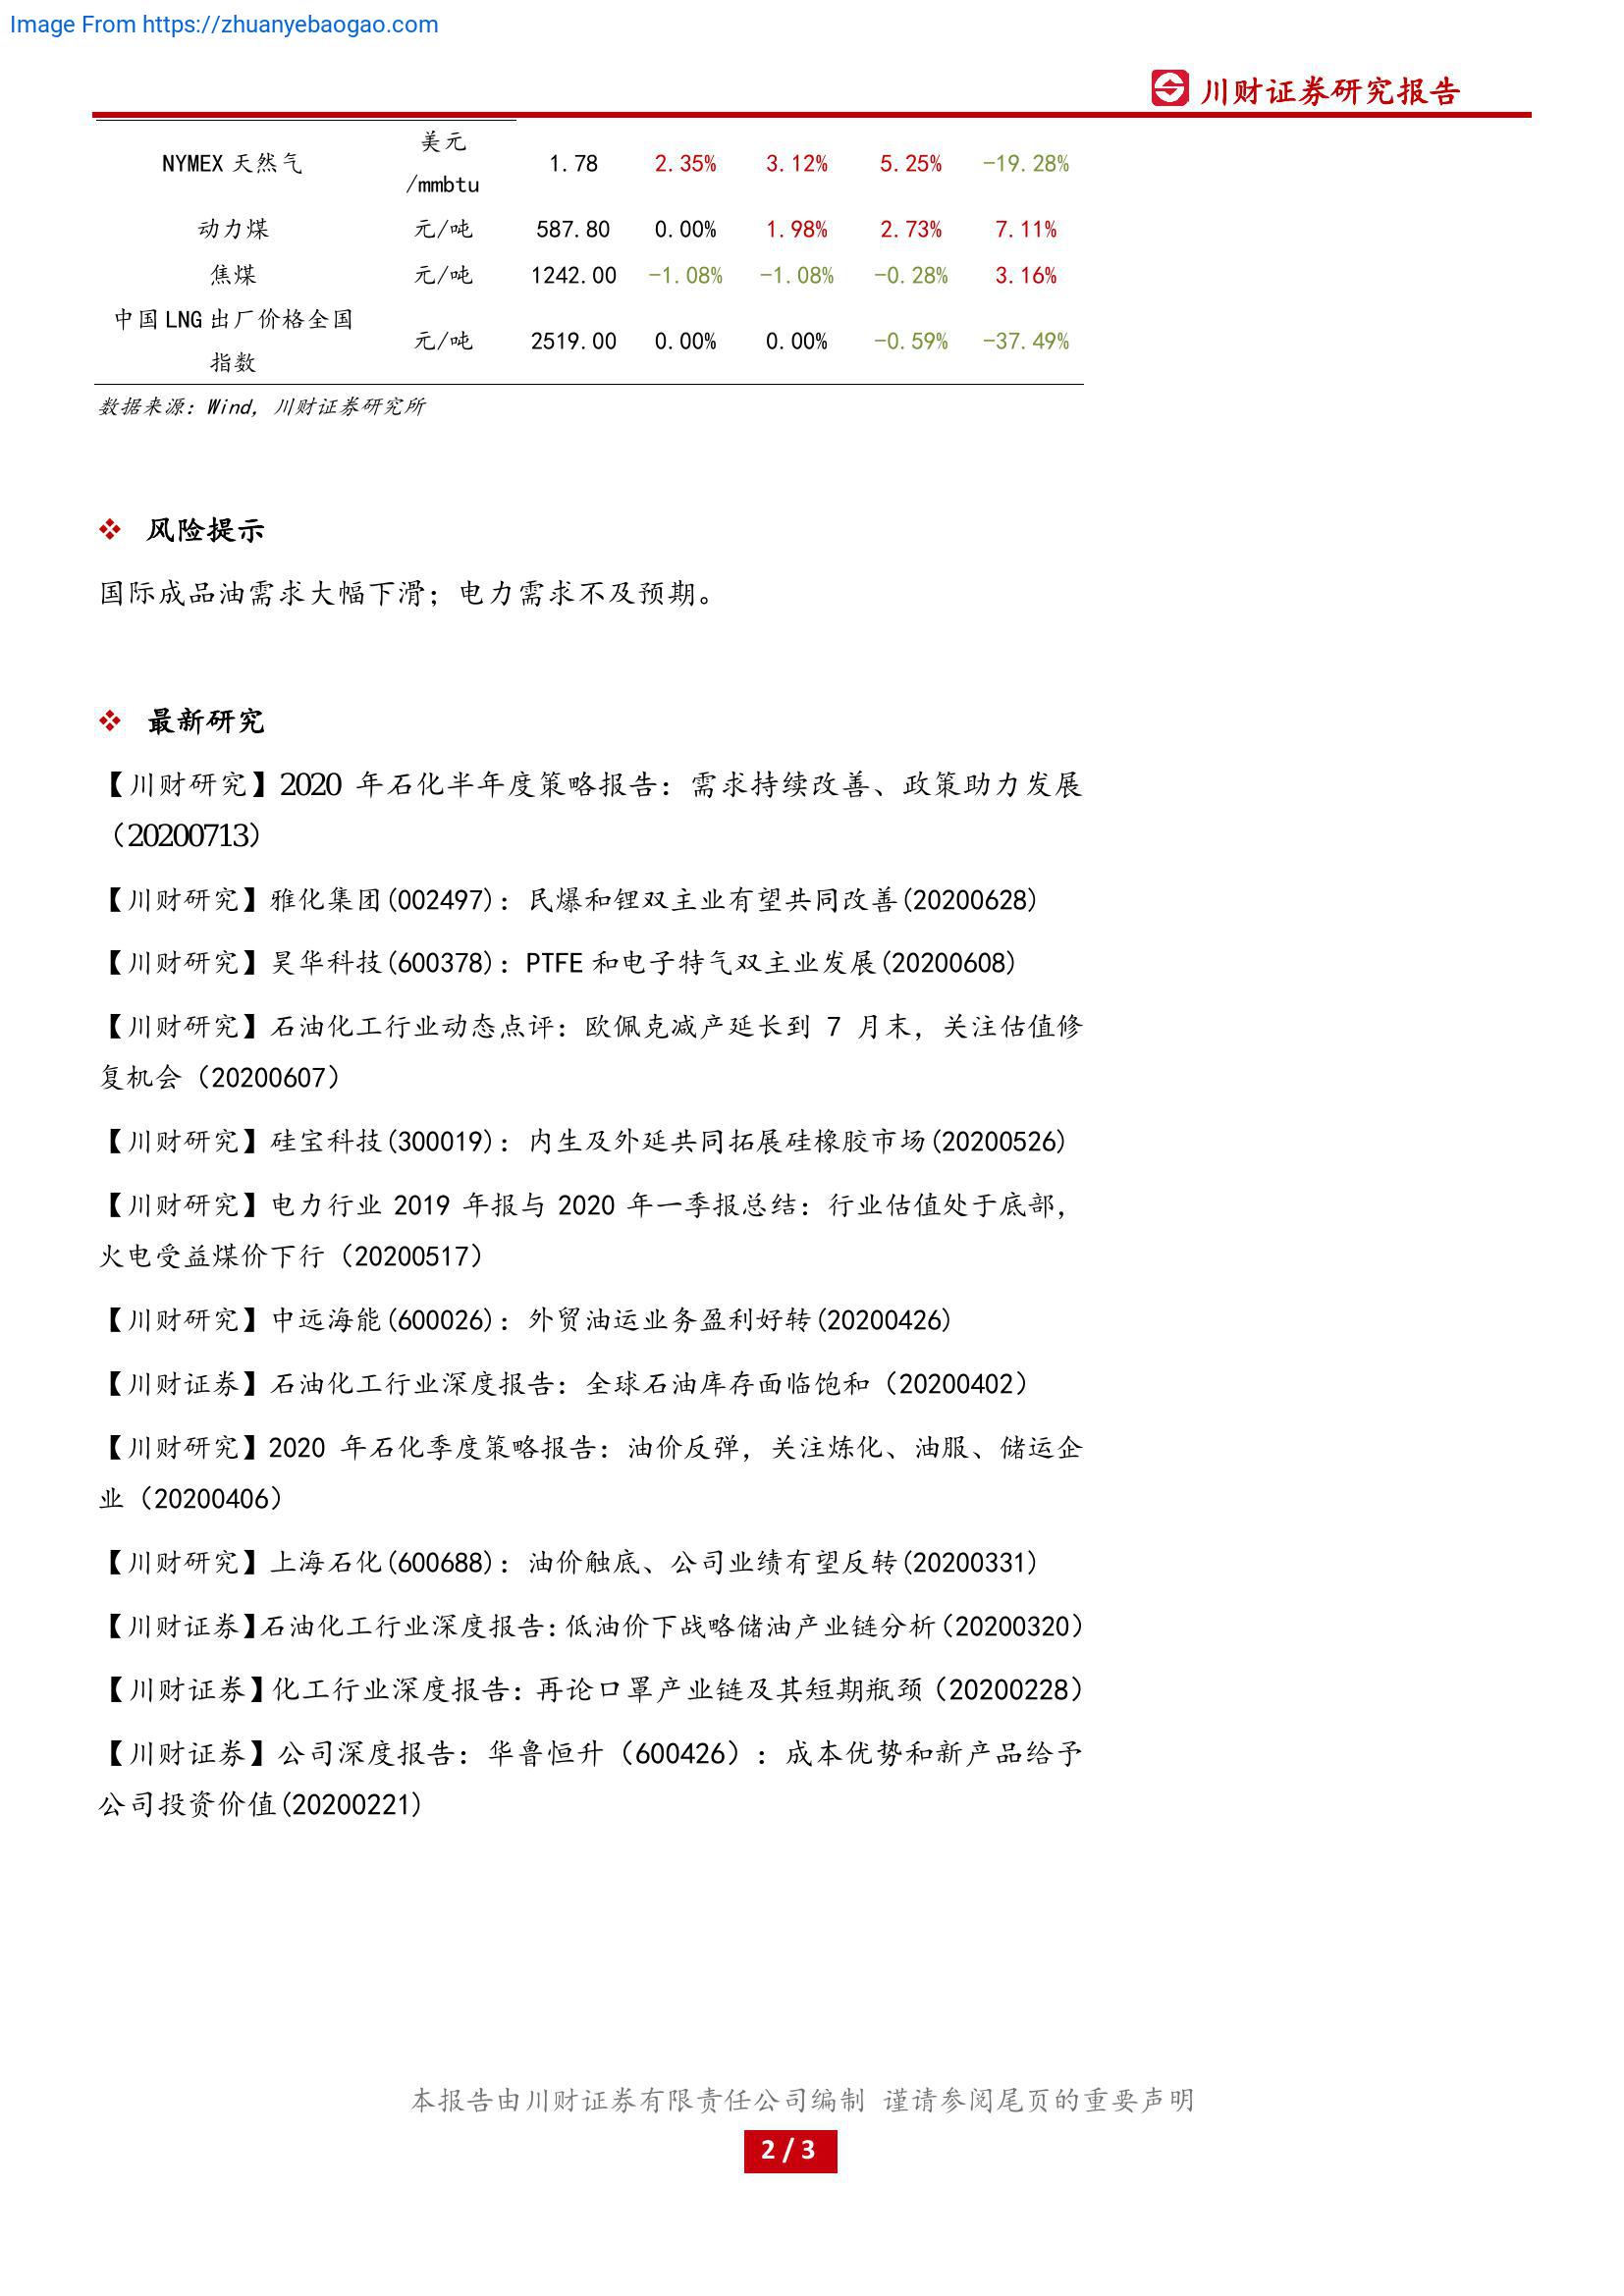 Image From https://zhuanyebaogao.com
川财证券研究报告
美元
NYMEX 天然气 1.78 2.35% 3.12% 5.25% -19.28%
/mmbtu
动力煤 元/吨 587.80 0.00% 1.98% 2.73% 7.11%
焦煤 元/吨 1242.00 -1.08% -1.08% -0.28% 3.16%
中国 LNG 出厂价格全国
元/吨 2519.00 0.00% 0.00% -0.59% -37.49%
指数
数据来源：Wind, 川财证券研究所
❖ 风险提示
国际成品油需求大幅下滑；电力需求不及预期。
❖ 最新研究
【川财研究】2020 年石化半年度策略报告：需求持续改善、政策助力发展
（20200713）
【川财研究】雅化集团(002497)：民爆和锂双主业有望共同改善(20200628)
【川财研究】昊华科技(600378)：PTFE 和电子特气双主业发展(20200608)
【川财研究】石油化工行业动态点评：欧佩克减产延长到 7 月末，关注估值修
复机会（20200607）
【川财研究】硅宝科技(300019)：内生及外延共同拓展硅橡胶市场(20200526)
【川财研究】电力行业 2019 年报与 2020 年一季报总结：行业估值处于底部，
火电受益煤价下行（20200517）
【川财研究】中远海能(600026)：外贸油运业务盈利好转(20200426)
【川财证券】石油化工行业深度报告：全球石油库存面临饱和（20200402）
【川财研究】2020 年石化季度策略报告：油价反弹，关注炼化、油服、储运企
业（20200406）
【川财研究】上海石化(600688)：油价触底、公司业绩有望反转(20200331)
【川财证券】石油化工行业深度报告：低油价下战略储油产业链分析（20200320）
【川财证券】化工行业深度报告：再论口罩产业链及其短期瓶颈（20200228）
【川财证券】公司深度报告：华鲁恒升（600426）：成本优势和新产品给予
公司投资价值(20200221)
本报告由川财证券有限责任公司编制 谨请参阅尾页的重要声明
2 / 3